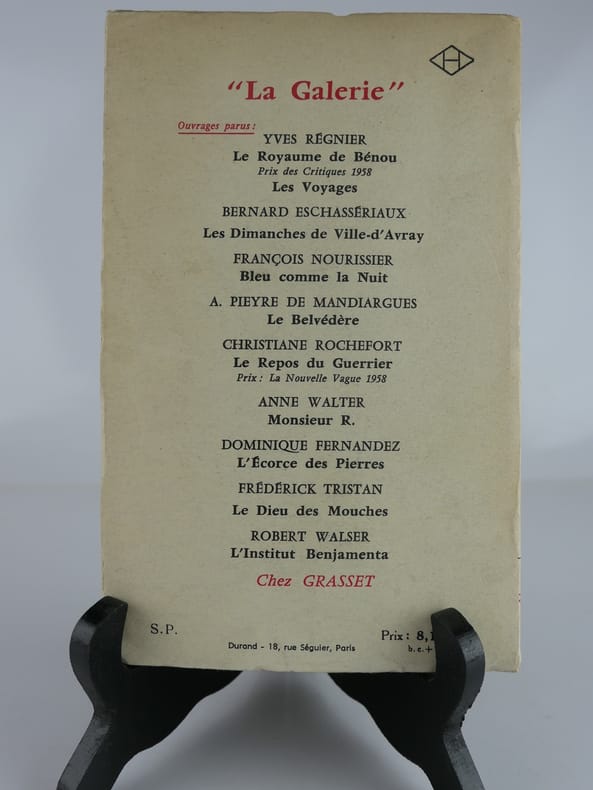 H
"La Galerie"
Ouvrages parus :
YVES RÉGNIER
Le Royaume de Bénou
Prix des Critiques 1958
Les Voyages
BERNARD ESCHASSÉRIAUX
Les Dimanches de Ville-d'Avray
FRANÇOIS NOURISSIER
Bleu comme la Nuit
A. PIEYRE DE MANDIARGUES
Le Belvédère
CHRISTIANE ROCHEFORT
Le Repos du Guerrier
Prix : La Nouvelle Vague 1958
ANNE WALTER
Monsieur R.
DOMINIQUE FERNANDEZ
L'Écorce des Pierres
FRÉDÉRICK TRISTAN
Le Dieu des Mouches
ROBERT WALSER
L'Institut Benjamenta
Chez GRASSET
S.P.
Prix : 8,
Durand - 18, rue Séguier, Paris